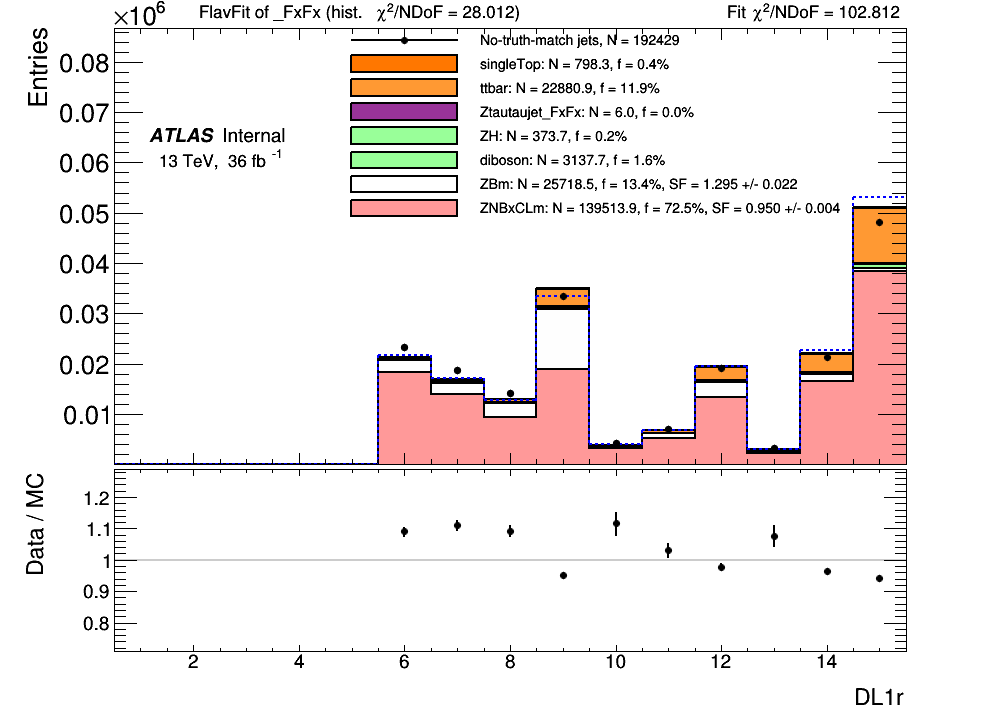 ×10⁶ FlavFit of _FxFx (hist. χ²/NDoF = 28.012) Fit χ²/NDoF = 102.812
Entries
0.08
0.07
0.06
0.05
0.04
0.03
0.02
0.01
ATLAS Internal
13 TeV, 36 fb⁻¹
No-truth-match jets, N = 192429
singleTop: N = 798.3, f = 0.4%
ttbar: N = 22880.9, f = 11.9%
Ztautaujet_FxFx: N = 6.0, f = 0.0%
ZH: N = 373.7, f = 0.2%
diboson: N = 3137.7, f = 1.6%
ZBm: N = 25718.5, f = 13.4%, SF = 1.295 +/- 0.022
ZNBxCLm: N = 139513.9, f = 72.5%, SF = 0.950 +/- 0.004
Data / MC
1.2
1.1
1
0.9
0.8
2 4 6 8 10 12 14
DL1r